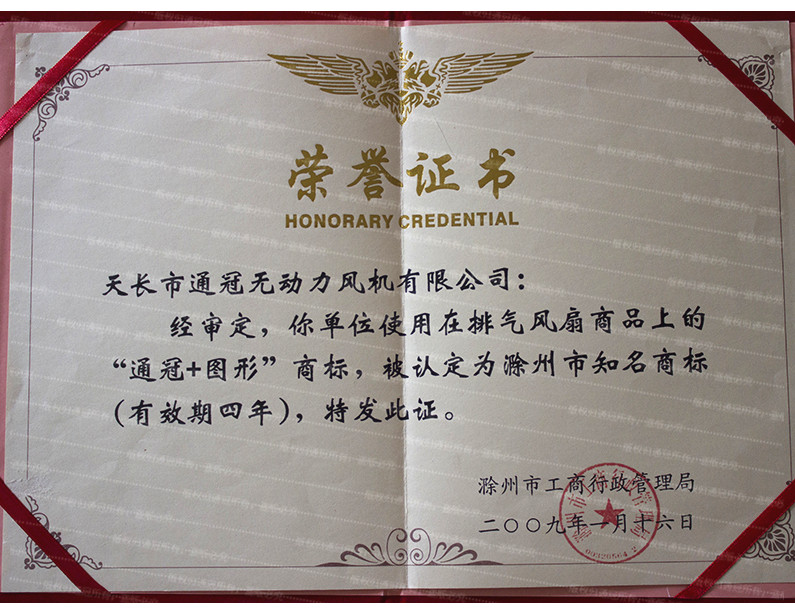 荣誉证书
HONORARY CREDENTIAL
天长市通冠无动力风机有限公司：
经审定，你单位使用在排气风扇商品上的
“通冠+图形”商标，被认定为滁州市知名商标
（有效期四年），特发此证。
滁州市工商行政管理局
二〇〇九年一月十六日